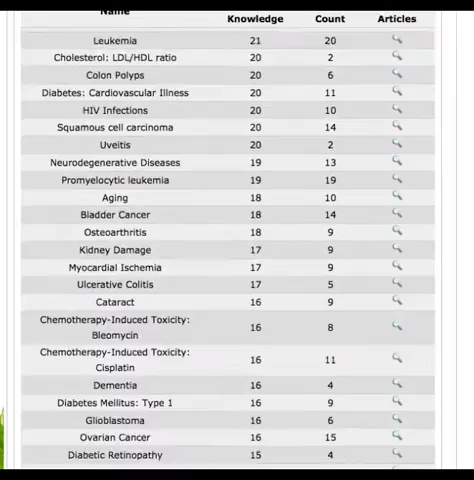 Name Knowledge Count Articles
Leukemia 21 20
Cholesterol: LDL/HDL ratio 20 2
Colon Polyps 20 6
Diabetes: Cardiovascular Illness 20 11
HIV Infections 20 10
Squamous cell carcinoma 20 14
Uveitis 20 2
Neurodegenerative Diseases 19 13
Promyelocytic leukemia 19 19
Aging 18 10
Bladder Cancer 18 14
Osteoarthritis 18 9
Kidney Damage 17 9
Myocardial Ischemia 17 9
Ulcerative Colitis 17 5
Cataract 16 9
Chemotherapy-Induced Toxicity:
Bleomycin 16 8
Chemotherapy-Induced Toxicity:
Cisplatin 16 11
Dementia 16 4
Diabetes Mellitus: Type 1 16 9
Glioblastoma 16 6
Ovarian Cancer 16 15
Diabetic Retinopathy 15 4